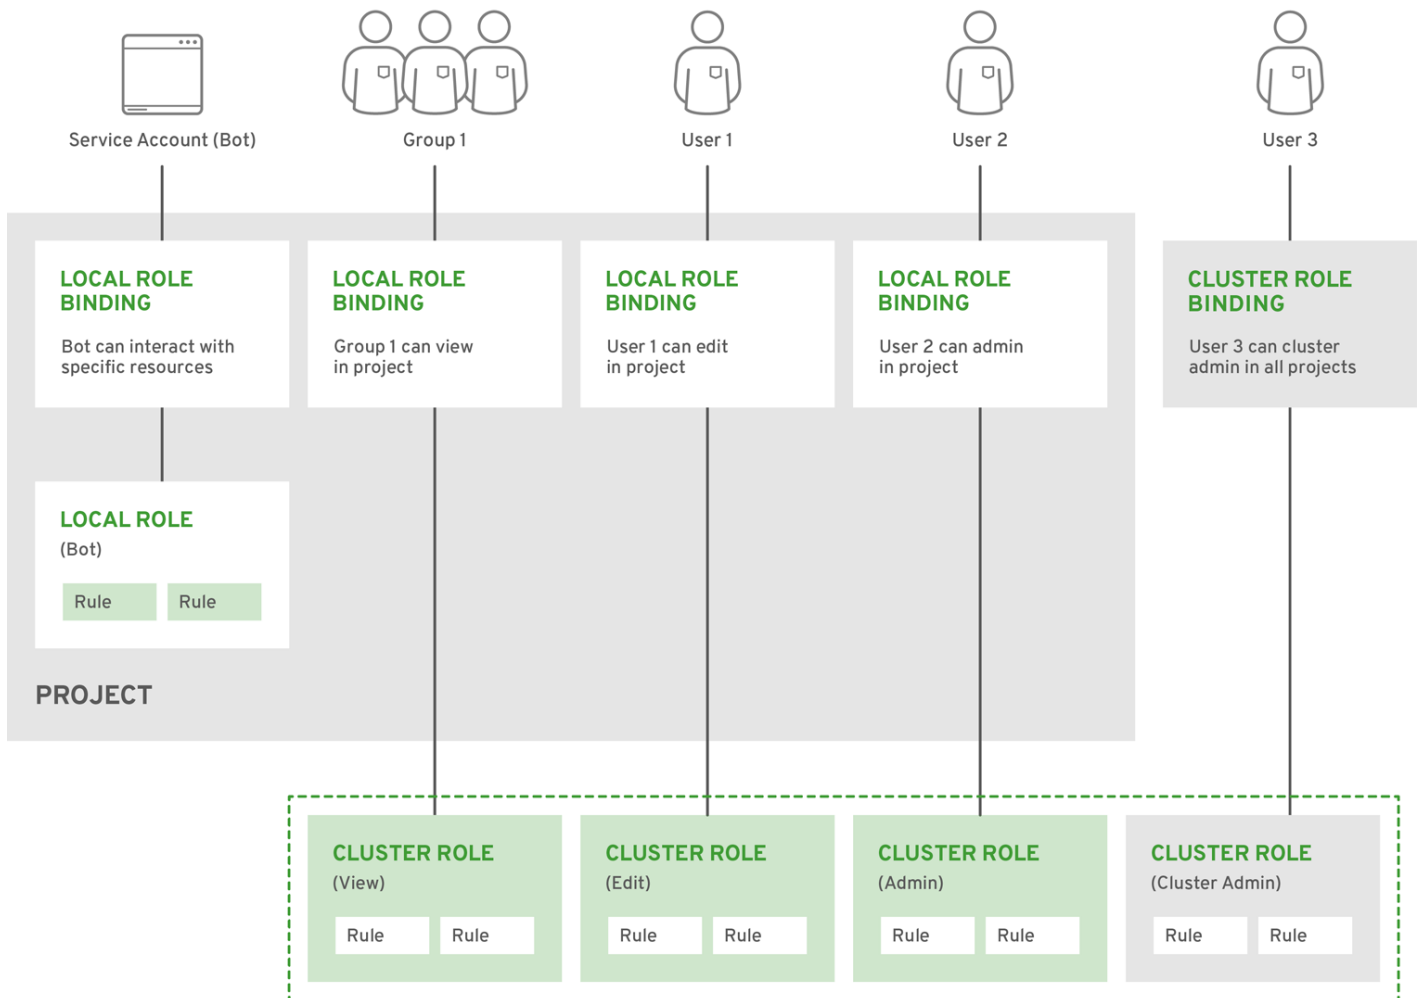 Service Account (Bot)
Group 1
User 1
User 2
User 3
LOCAL ROLE
BINDING
Bot can interact with
specific resources
LOCAL ROLE
BINDING
Group 1 can view
in project
LOCAL ROLE
BINDING
User 1 can edit
in project
LOCAL ROLE
BINDING
User 2 can admin
in project
CLUSTER ROLE
BINDING
User 3 can cluster
admin in all projects
LOCAL ROLE
(Bot)
Rule
Rule
PROJECT
CLUSTER ROLE
(View)
Rule
Rule
CLUSTER ROLE
(Edit)
Rule
Rule
CLUSTER ROLE
(Admin)
Rule
Rule
CLUSTER ROLE
(Cluster Admin)
Rule
Rule